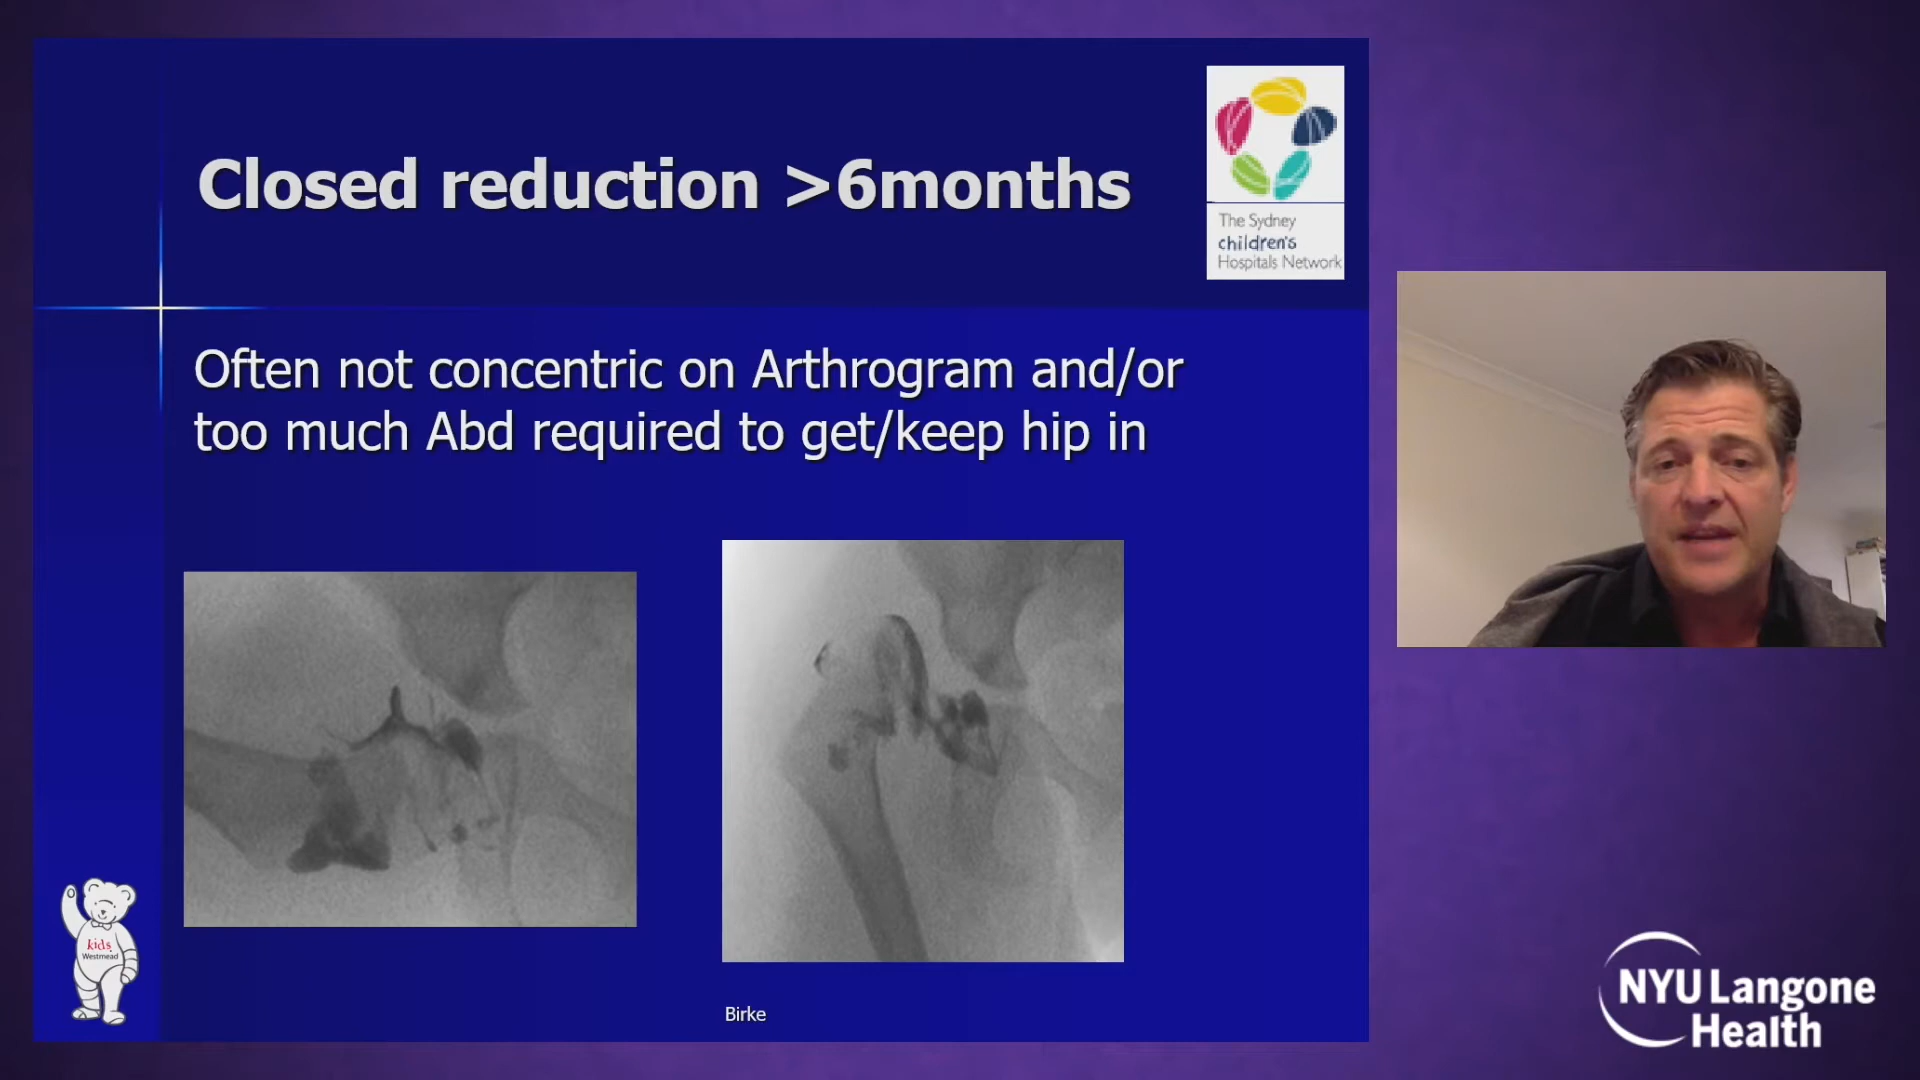 Closed reduction >6months
The Sydney
children's
Hospitals Network
Often not concentric on Arthrogram and/or
too much Abd required to get/keep hip in
kids
Westmead
Birke
NYU Langone
Health